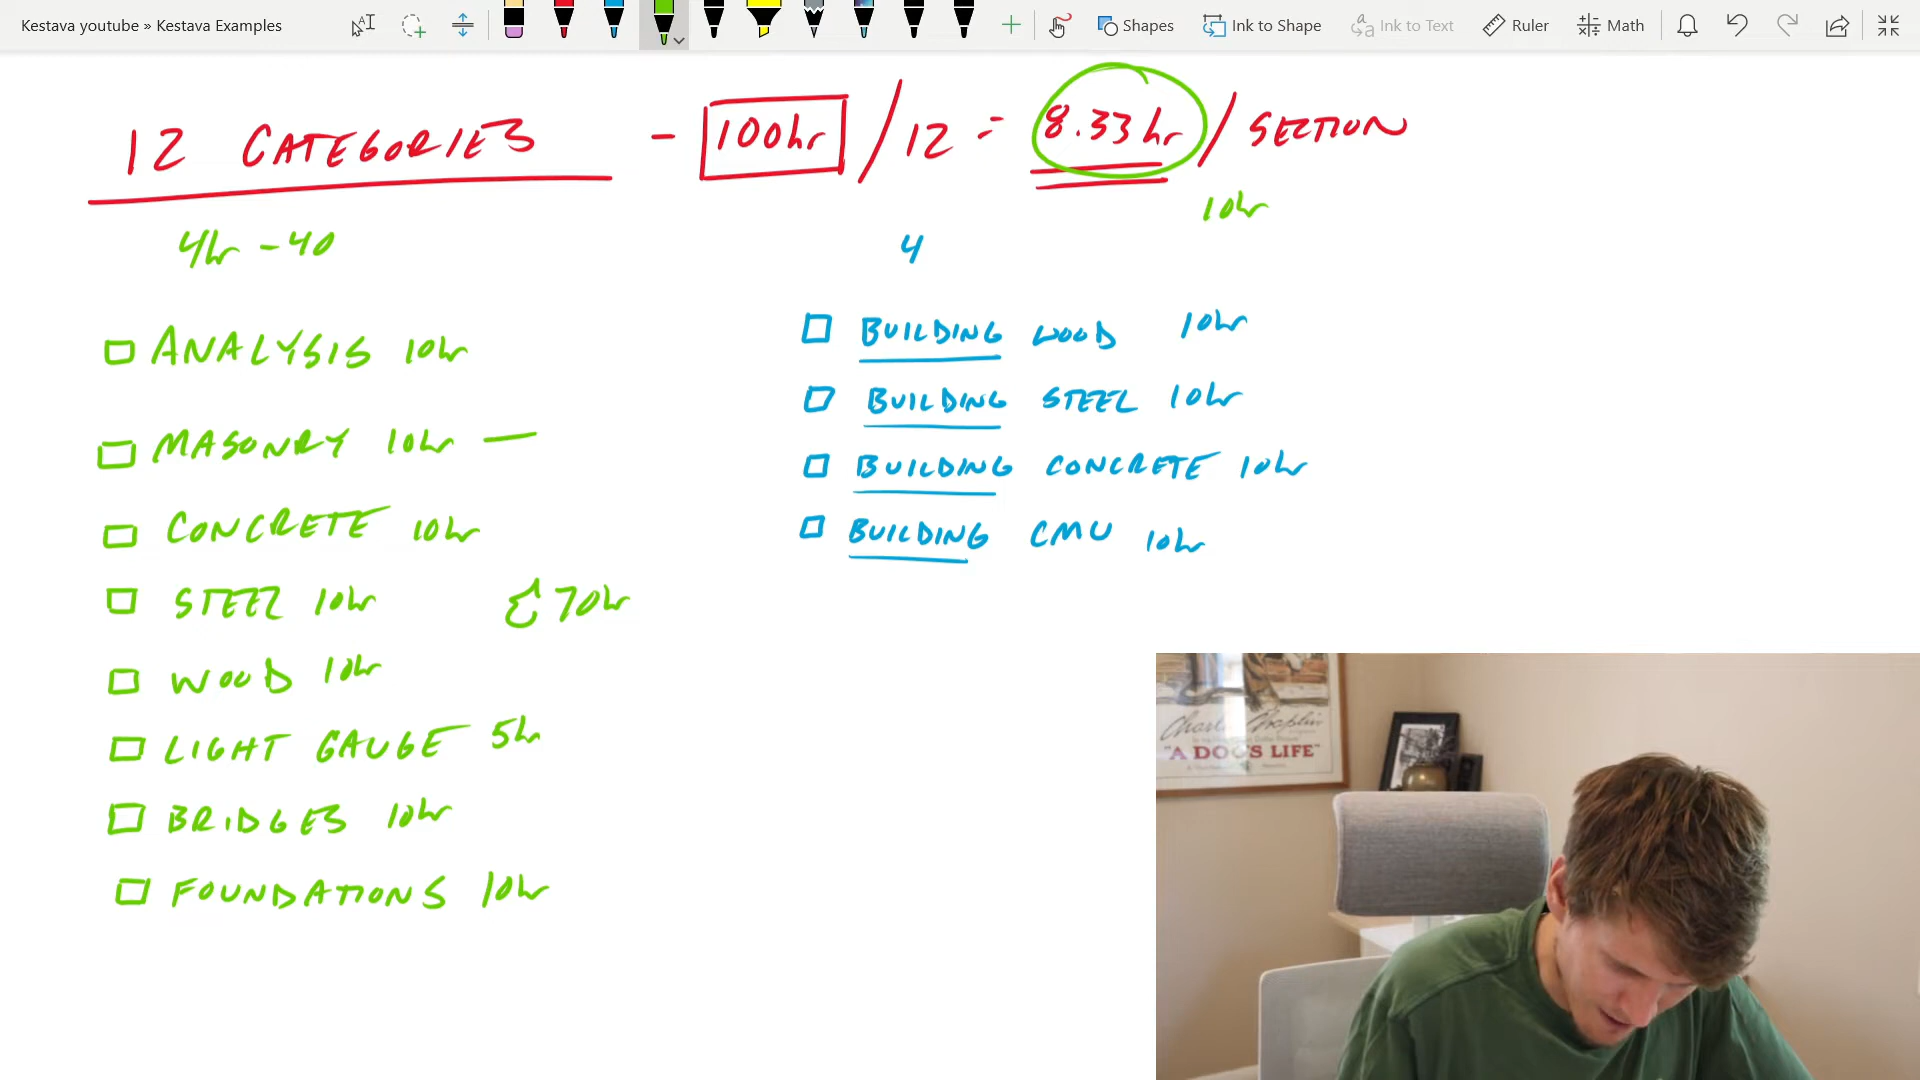 Kestava youtube » Kestava Examples
Shapes
Ink to Shape
Ink to Text
Ruler
Math
12 CATEGORIES - 100hr / 12 = 8.33 hr / SECTION
10hr
4hr - 40
4
ANALYSIS 10hr
MASONRY 10hr —
CONCRETE 10hr
STEEL 10hr
Σ 70hr
WOOD 10hr
LIGHT GAUGE 5hr
BRIDGES 10hr
FOUNDATIONS 10hr
BUILDING WOOD 10hr
BUILDING STEEL 10hr
BUILDING CONCRETE 10hr
BUILDING CMU 10hr
Charlie Chaplin
"A DOG'S LIFE"